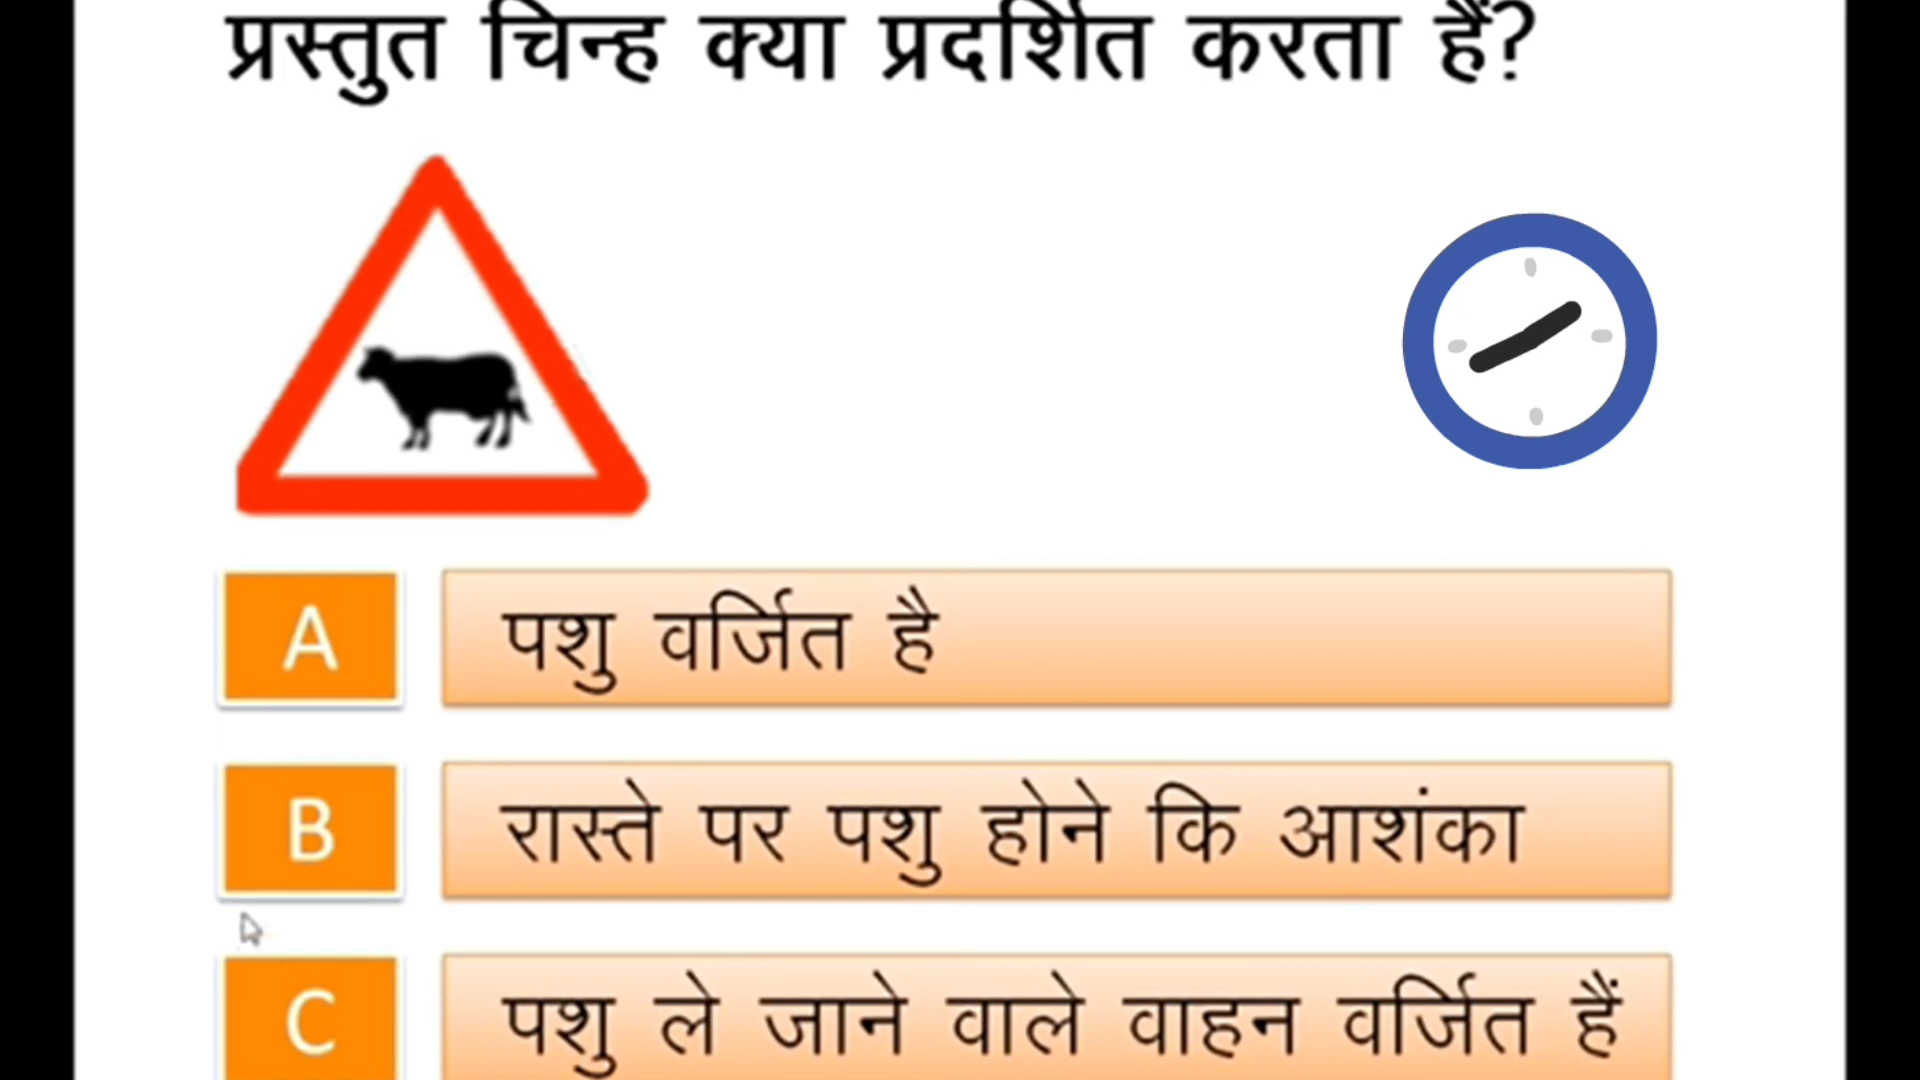 प्रस्तुत चिन्ह क्या प्रदर्शित करता हैं?
A पशु वर्जित है
B रास्ते पर पशु होने कि आशंका
C पशु ले जाने वाले वाहन वर्जित हैं